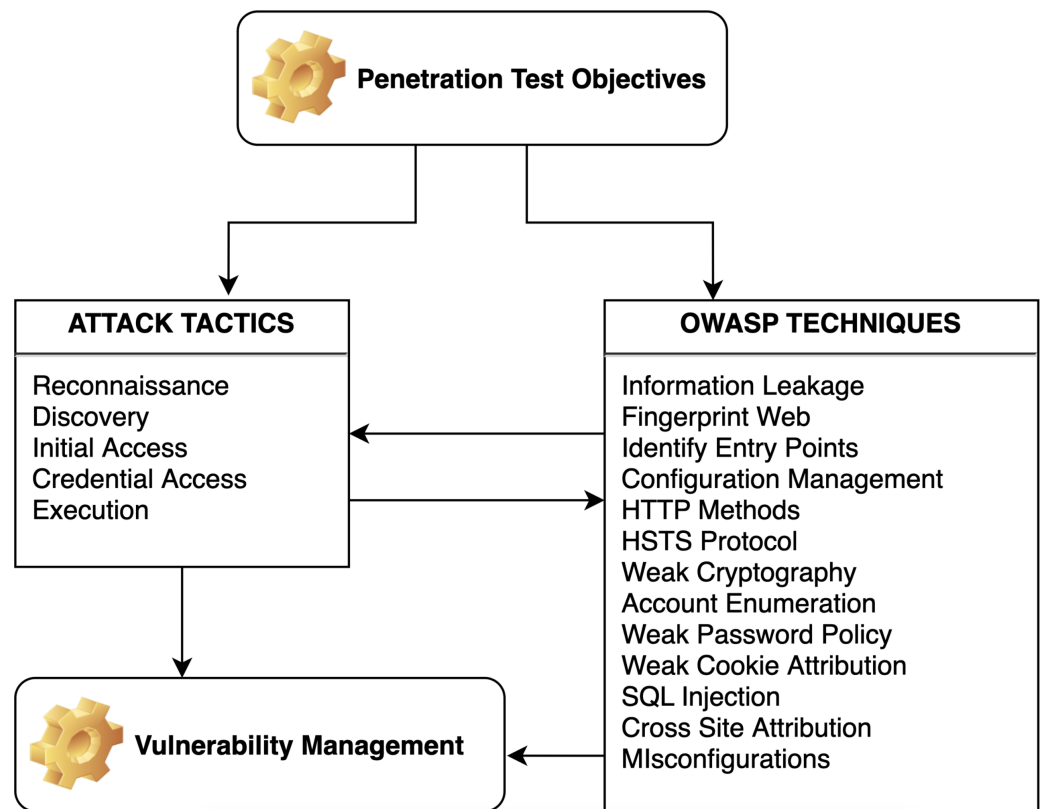 Penetration Test Objectives
ATTACK TACTICS
Reconnaissance
Discovery
Initial Access
Credential Access
Execution
OWASP TECHNIQUES
Information Leakage
Fingerprint Web
Identify Entry Points
Configuration Management
HTTP Methods
HSTS Protocol
Weak Cryptography
Account Enumeration
Weak Password Policy
Weak Cookie Attribution
SQL Injection
Cross Site Attribution
MIsconfigurations
Vulnerability Management